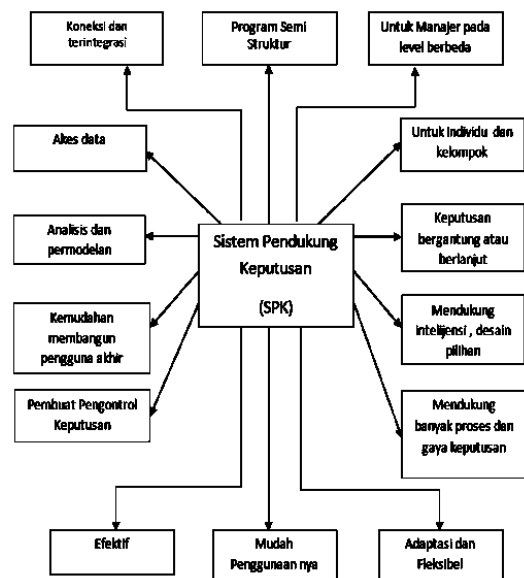 Koneksi dan
terintegrasi
Program Semi
Struktur
Untuk Manajer pada
level berbeda
Akes data
Untuk Individu dan
kelompok
Analisis dan
permodelan
Sistem Pendukung
Keputusan
(SPK)
Keputusan
bergantung atau
berlanjut
Kemudahan
membangun
pengguna akhir
Mendukung
intelijensi , desain
pilihan
Pembuat Pengontrol
Keputusan
Mendukung
banyak proses dan
gaya keputusan
Efektif
Mudah
Penggunaan nya
Adaptasi dan
Fleksibel